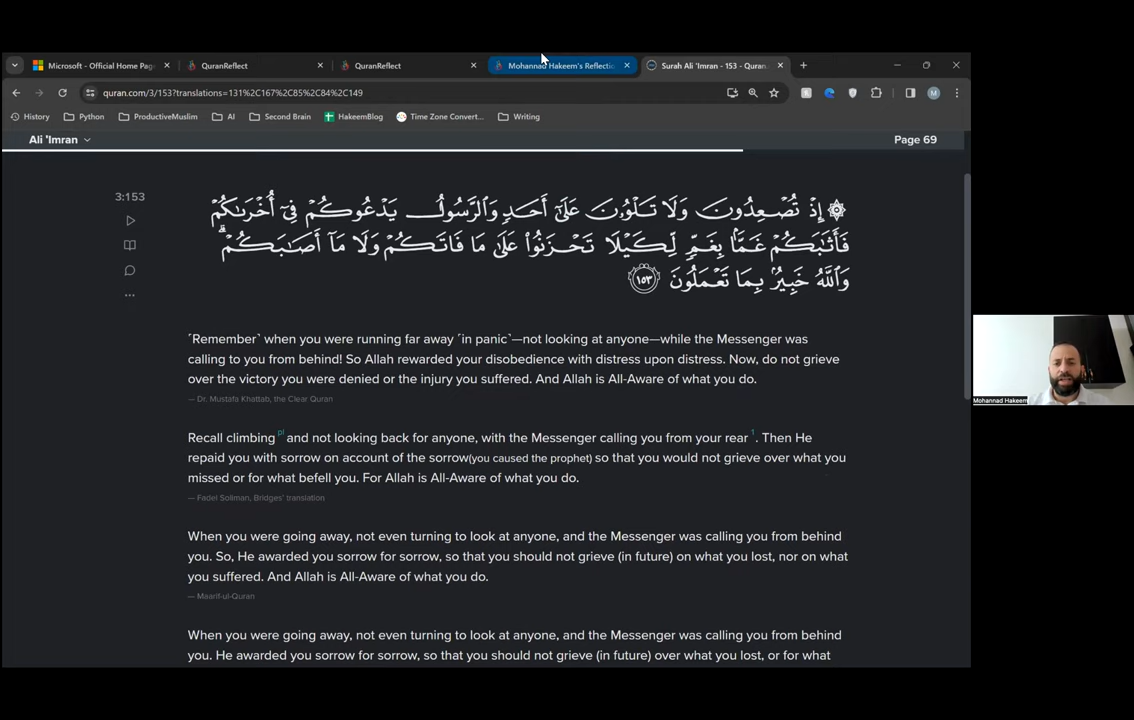 Microsoft - Official Home Pag
QuranReflect
QuranReflect
Mohannad Hakeem's Reflectio
Surah Ali 'Imran - 153 - Quran.
quran.com/3/153?translations=131%2C167%2C85%2C84%2C149
M
History
Python
ProductiveMuslim
AI
Second Brain
HakeemBlog
Time Zone Convert...
Writing
Ali 'Imran
Page 69
3:153
۞ إِذْ تُصْعِدُونَ وَلَا تَلْوُۥنَ عَلَىٰٓ أَحَدٍۢ وَٱلرَّسُولُ يَدْعُوكُمْ فِىٓ أُخْرَىٰكُمْ
فَأَثَـٰبَكُمْ غَمًّۢا بِغَمٍّۢ لِّكَيْلَا تَحْزَنُوا۟ عَلَىٰ مَا فَاتَكُمْ وَلَا مَآ أَصَـٰبَكُمْ ۗ
وَٱللَّهُ خَبِيرٌۢ بِمَا تَعْمَلُونَ ١٥٣
˹Remember˺ when you were running far away ˹in panic˺—not looking at anyone—while the Messenger was
calling to you from behind! So Allah rewarded your disobedience with distress upon distress. Now, do not grieve
over the victory you were denied or the injury you suffered. And Allah is All-Aware of what you do.
— Dr. Mustafa Khattab, the Clear Quran
Recall climbing pl and not looking back for anyone, with the Messenger calling you from your rear 1. Then He
repaid you with sorrow on account of the sorrow(you caused the prophet) so that you would not grieve over what you
missed or for what befell you. For Allah is All-Aware of what you do.
— Fadel Soliman, Bridges' translation
When you were going away, not even turning to look at anyone, and the Messenger was calling you from behind
you. So, He awarded you sorrow for sorrow, so that you should not grieve (in future) on what you lost, nor on what
you suffered. And Allah is All-Aware of what you do.
— Maarif-ul-Quran
When you were going away, not even turning to look at anyone, and the Messenger was calling you from behind
you. He awarded you sorrow for sorrow, so that you should not grieve (in future) over what you lost, or for what
Mohannad Hakeem